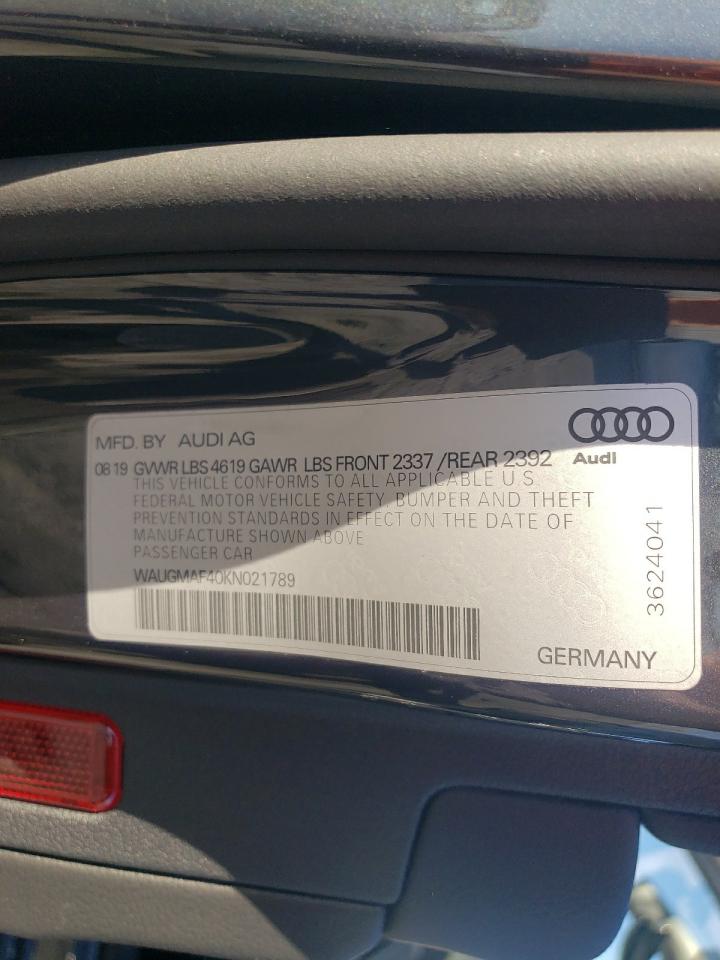 MFD. BY AUDI AG
08 19 GVWR LBS 4619 GAWR LBS FRONT 2337 /REAR 2392
Audi
THIS VEHICLE CONFORMS TO ALL APPLICABLE U S
FEDERAL MOTOR VEHICLE SAFETY, BUMPER AND THEFT
PREVENTION STANDARDS IN EFFECT ON THE DATE OF
MANUFACTURE SHOWN ABOVE
PASSENGER CAR
WAUGMAF40KN021789
3624041
GERMANY